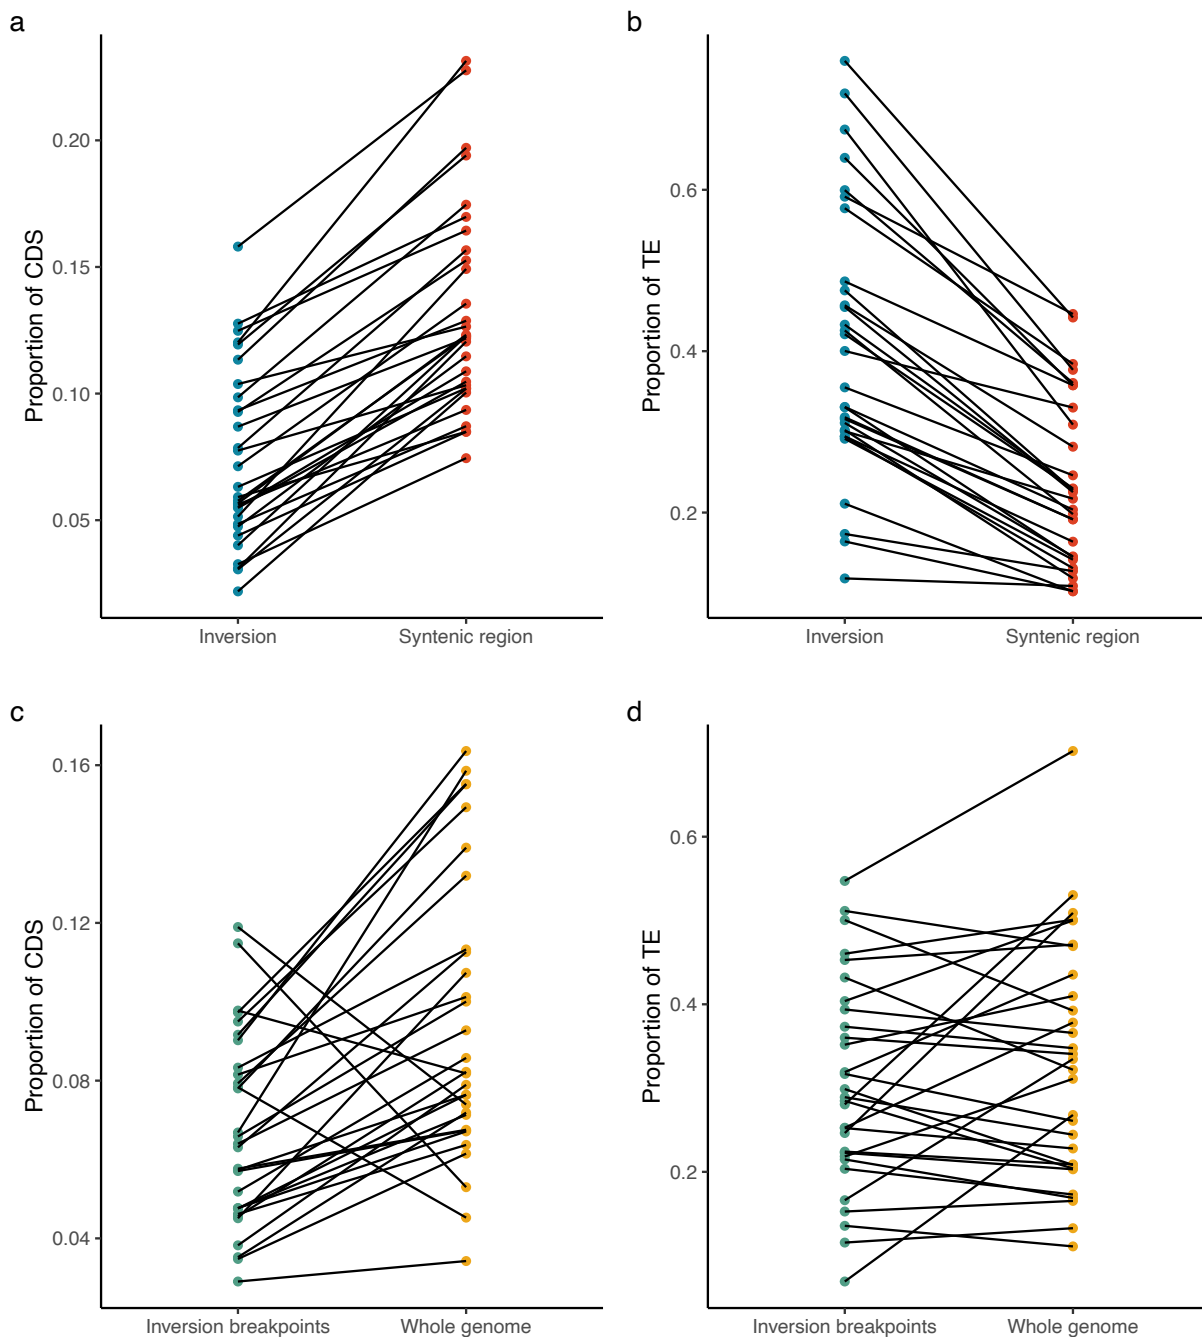 a
Proportion of CDS
0.20
0.15
0.10
0.05
Inversion
Syntenic region
b
Proportion of TE
0.6
0.4
0.2
Inversion
Syntenic region
c
Proportion of CDS
0.16
0.12
0.08
0.04
Inversion breakpoints
Whole genome
d
Proportion of TE
0.6
0.4
0.2
Inversion breakpoints
Whole genome